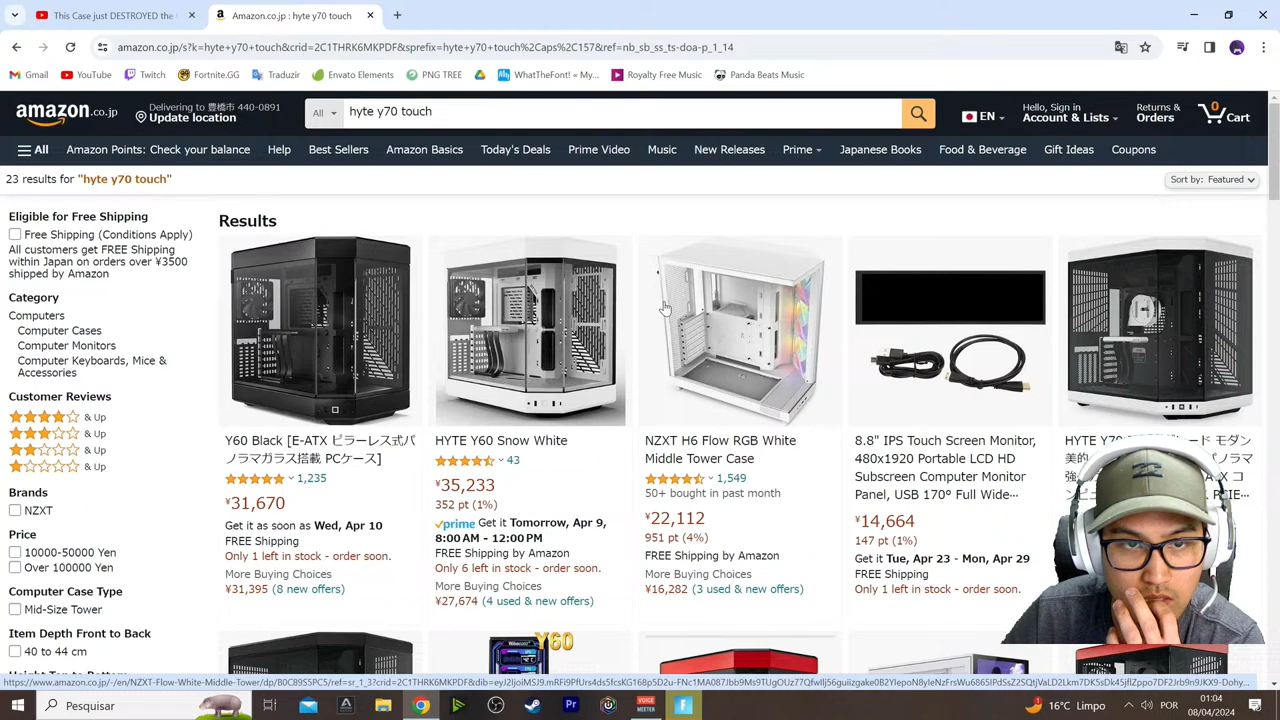 This Case just DESTROYED the
Amazon.co.jp : hyte y70 touch
amazon.co.jp/s?k=hyte+y70+touch&crid=2C1THRK6MKPDF&sprefix=hyte+y70+touch%2Caps%2C157&ref=nb_sb_ss_ts-doa-p_1_14
Gmail YouTube Twitch Fortnite.GG Traduzir Envato Elements PNG TREE WhatTheFont! « My... Royalty Free Music Panda Beats Music
amazon.co.jp
Delivering to 豊橋市 440-0891
Update location
All
hyte y70 touch
EN
Hello, Sign in
Account & Lists
Returns & Orders
0
Cart
All Amazon Points: Check your balance Help Best Sellers Amazon Basics Today's Deals Prime Video Music New Releases Prime Japanese Books Food & Beverage Gift Ideas Coupons
23 results for "hyte y70 touch"
Sort by: Featured
Eligible for Free Shipping
Free Shipping (Conditions Apply)
All customers get FREE Shipping
within Japan on orders over ¥3500
shipped by Amazon
Category
Computers
Computer Cases
Computer Monitors
Computer Keyboards, Mice &
Accessories
Customer Reviews
& Up
& Up
& Up
& Up
Brands
NZXT
Price
10000-50000 Yen
Over 100000 Yen
Computer Case Type
Mid-Size Tower
Item Depth Front to Back
40 to 44 cm
Results
Y60 Black [E-ATX ピラーレス式パ
ノラマガラス搭載 PCケース]
1,235
¥31,670
Get it as soon as Wed, Apr 10
FREE Shipping
Only 1 left in stock - order soon.
More Buying Choices
¥31,395 (8 new offers)
HYTE Y60 Snow White
43
¥35,233
352 pt (1%)
prime Get it Tomorrow, Apr 9,
8:00 AM - 12:00 PM
FREE Shipping by Amazon
Only 6 left in stock - order soon.
More Buying Choices
¥27,674 (4 used & new offers)
NZXT H6 Flow RGB White
Middle Tower Case
1,549
50+ bought in past month
¥22,112
951 pt (4%)
FREE Shipping by Amazon
More Buying Choices
¥16,282 (3 used & new offers)
8.8" IPS Touch Screen Monitor,
480x1920 Portable LCD HD
Subscreen Computer Monitor
Panel, USB 170° Full Wide···
¥14,664
147 pt (1%)
Get it Tue, Apr 23 - Mon, Apr 29
FREE Shipping
Only 1 left in stock - order soon.
HYTE
モダン
Y60
Pesquisar
VOICE
MEETER
Pr
16°C Limpo
POR
01:04
08/04/2024